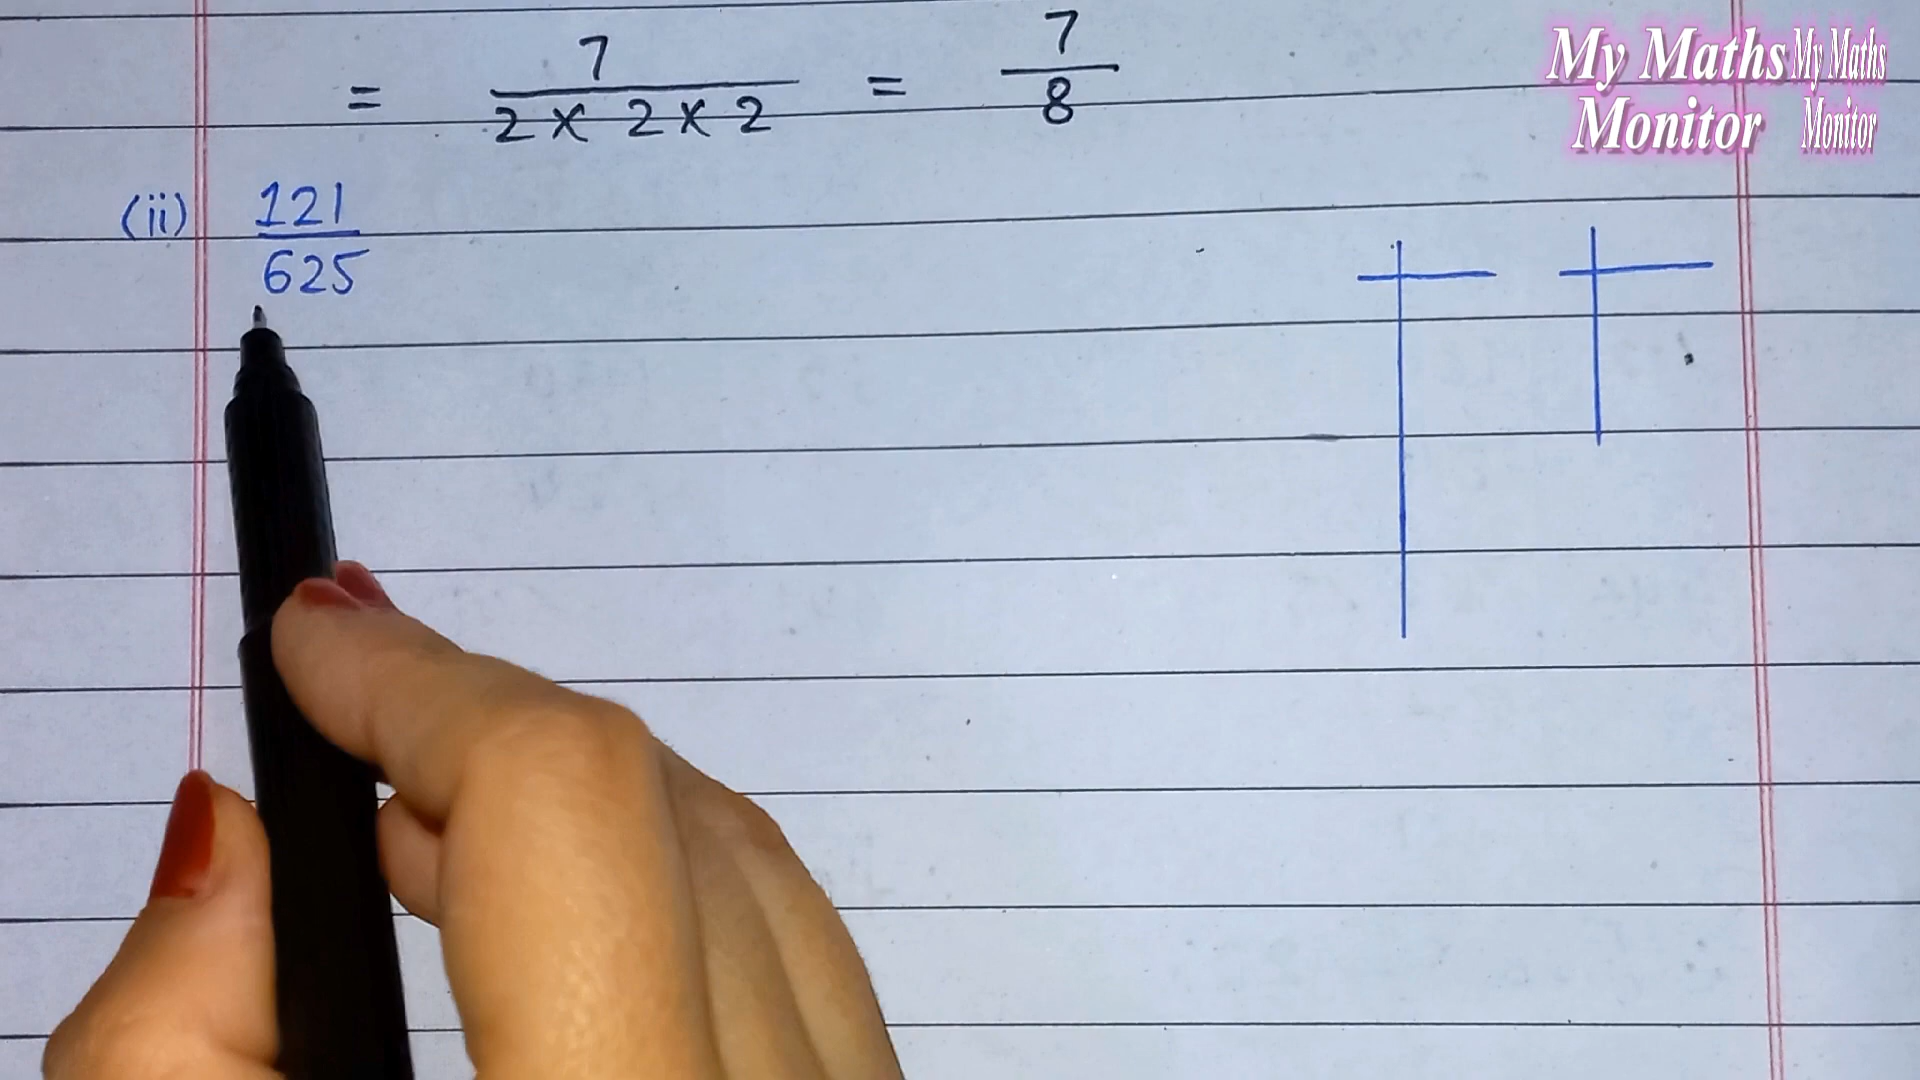 = 7 / 2 × 2 × 2 = 7 / 8
(ii) 121 / 625
My Maths Monitor
My Maths Monitor